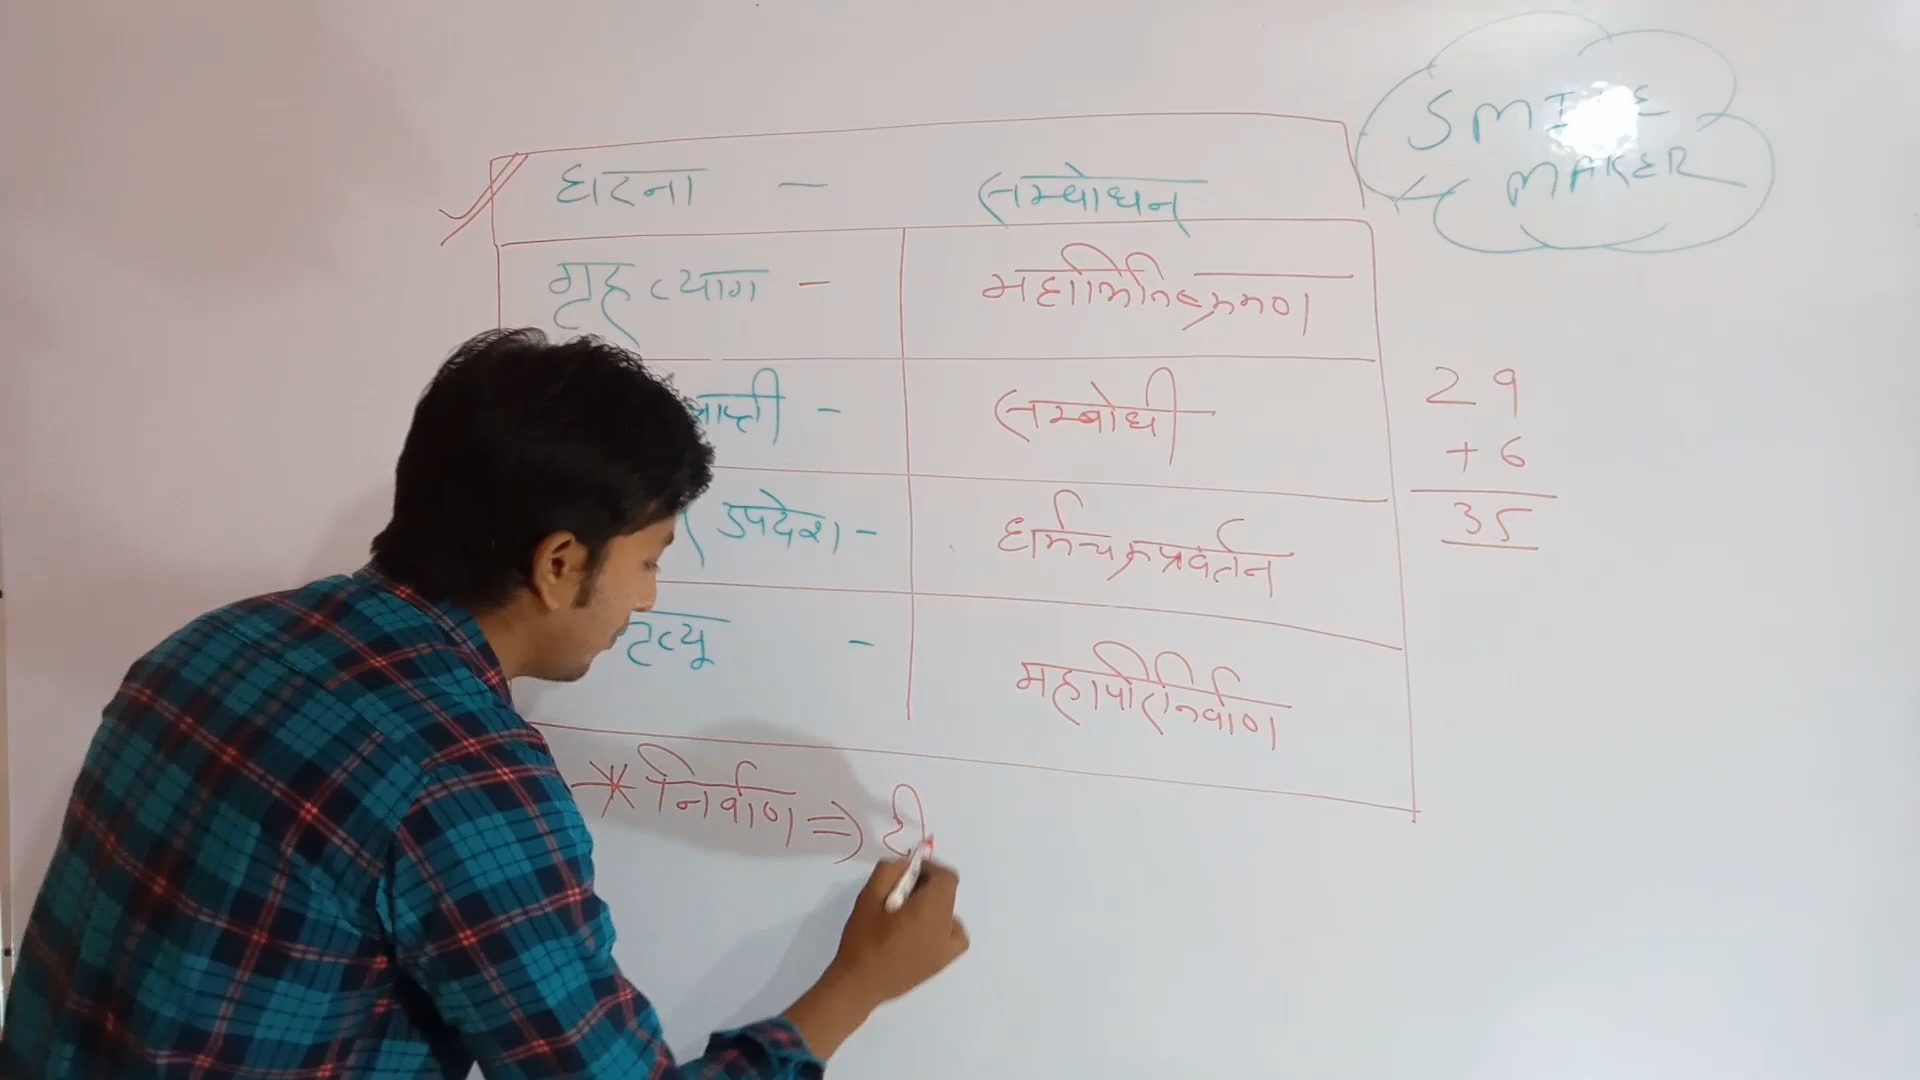 घटना - सम्बोधन
गृह त्याग - महाभिनिष्क्रमण
सम्बोधी
उपदेश - धर्मचक्रप्रवर्तन
महापरिनिर्वाण
* निर्वाण ⇒ दी
SMILE
MAKER
29
+ 6
35